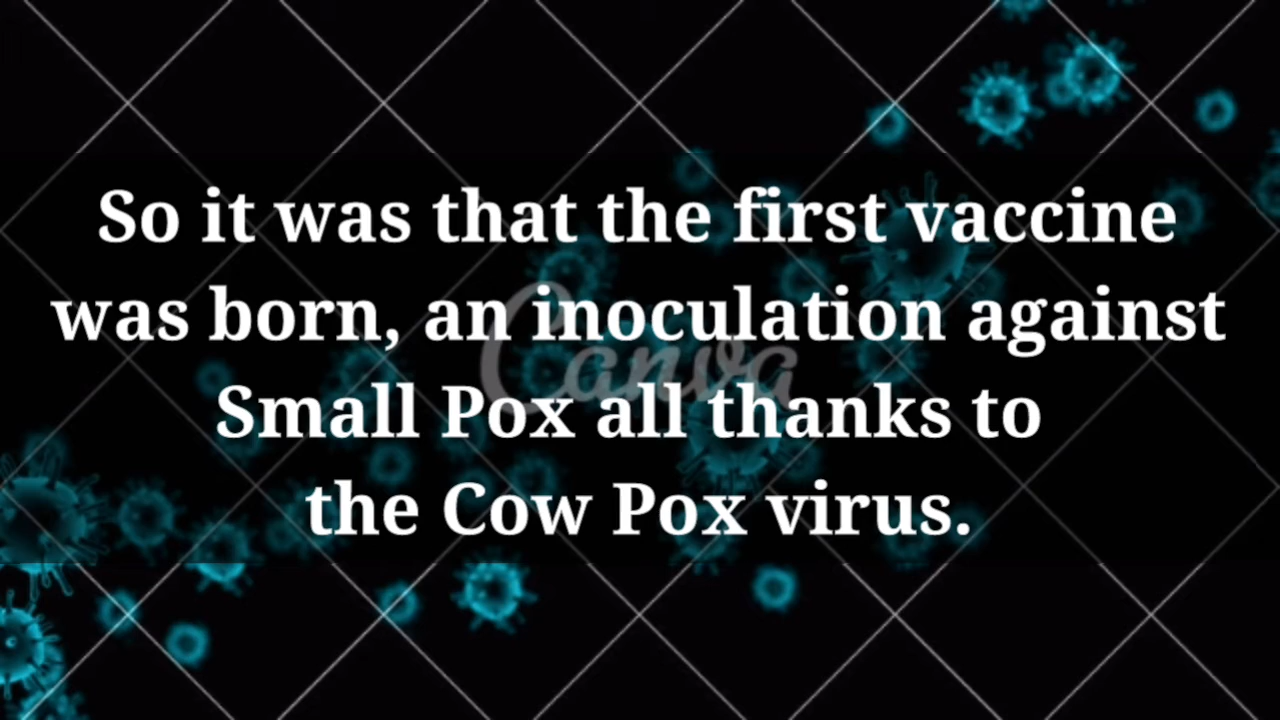 So it was that the first vaccine
was born, an inoculation against
Canva
Small Pox all thanks to
the Cow Pox virus.